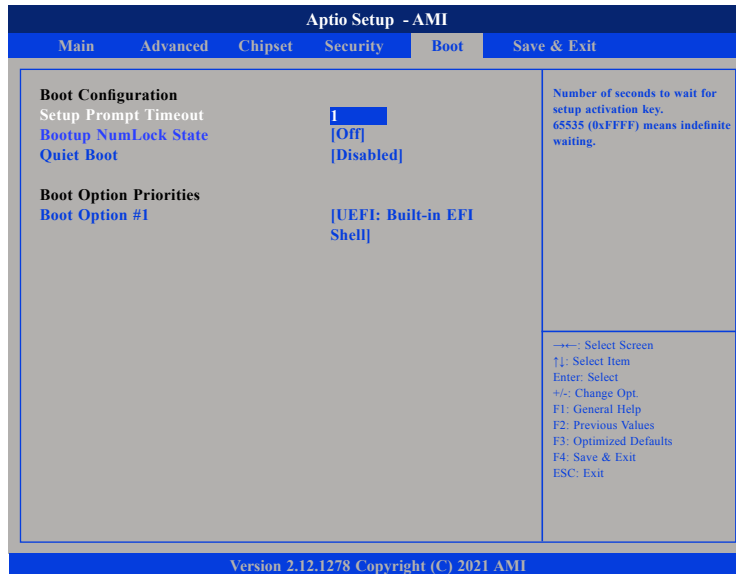 Aptio Setup - AMI
Main Advanced Chipset Security Boot Save & Exit
Boot Configuration
Setup Prompt Timeout 1
Bootup NumLock State [Off]
Quiet Boot [Disabled]
Boot Option Priorities
Boot Option #1 [UEFI: Built-in EFI
Shell]
Number of seconds to wait for
setup activation key.
65535 (0xFFFF) means indefinite
waiting.
→←: Select Screen
↑↓: Select Item
Enter: Select
+/-: Change Opt.
F1: General Help
F2: Previous Values
F3: Optimized Defaults
F4: Save & Exit
ESC: Exit
Version 2.12.1278 Copyright (C) 2021 AMI